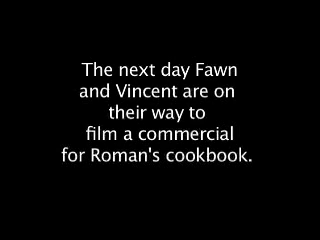 The next day Fawn
and Vincent are on
their way to
film a commercial
for Roman's cookbook.